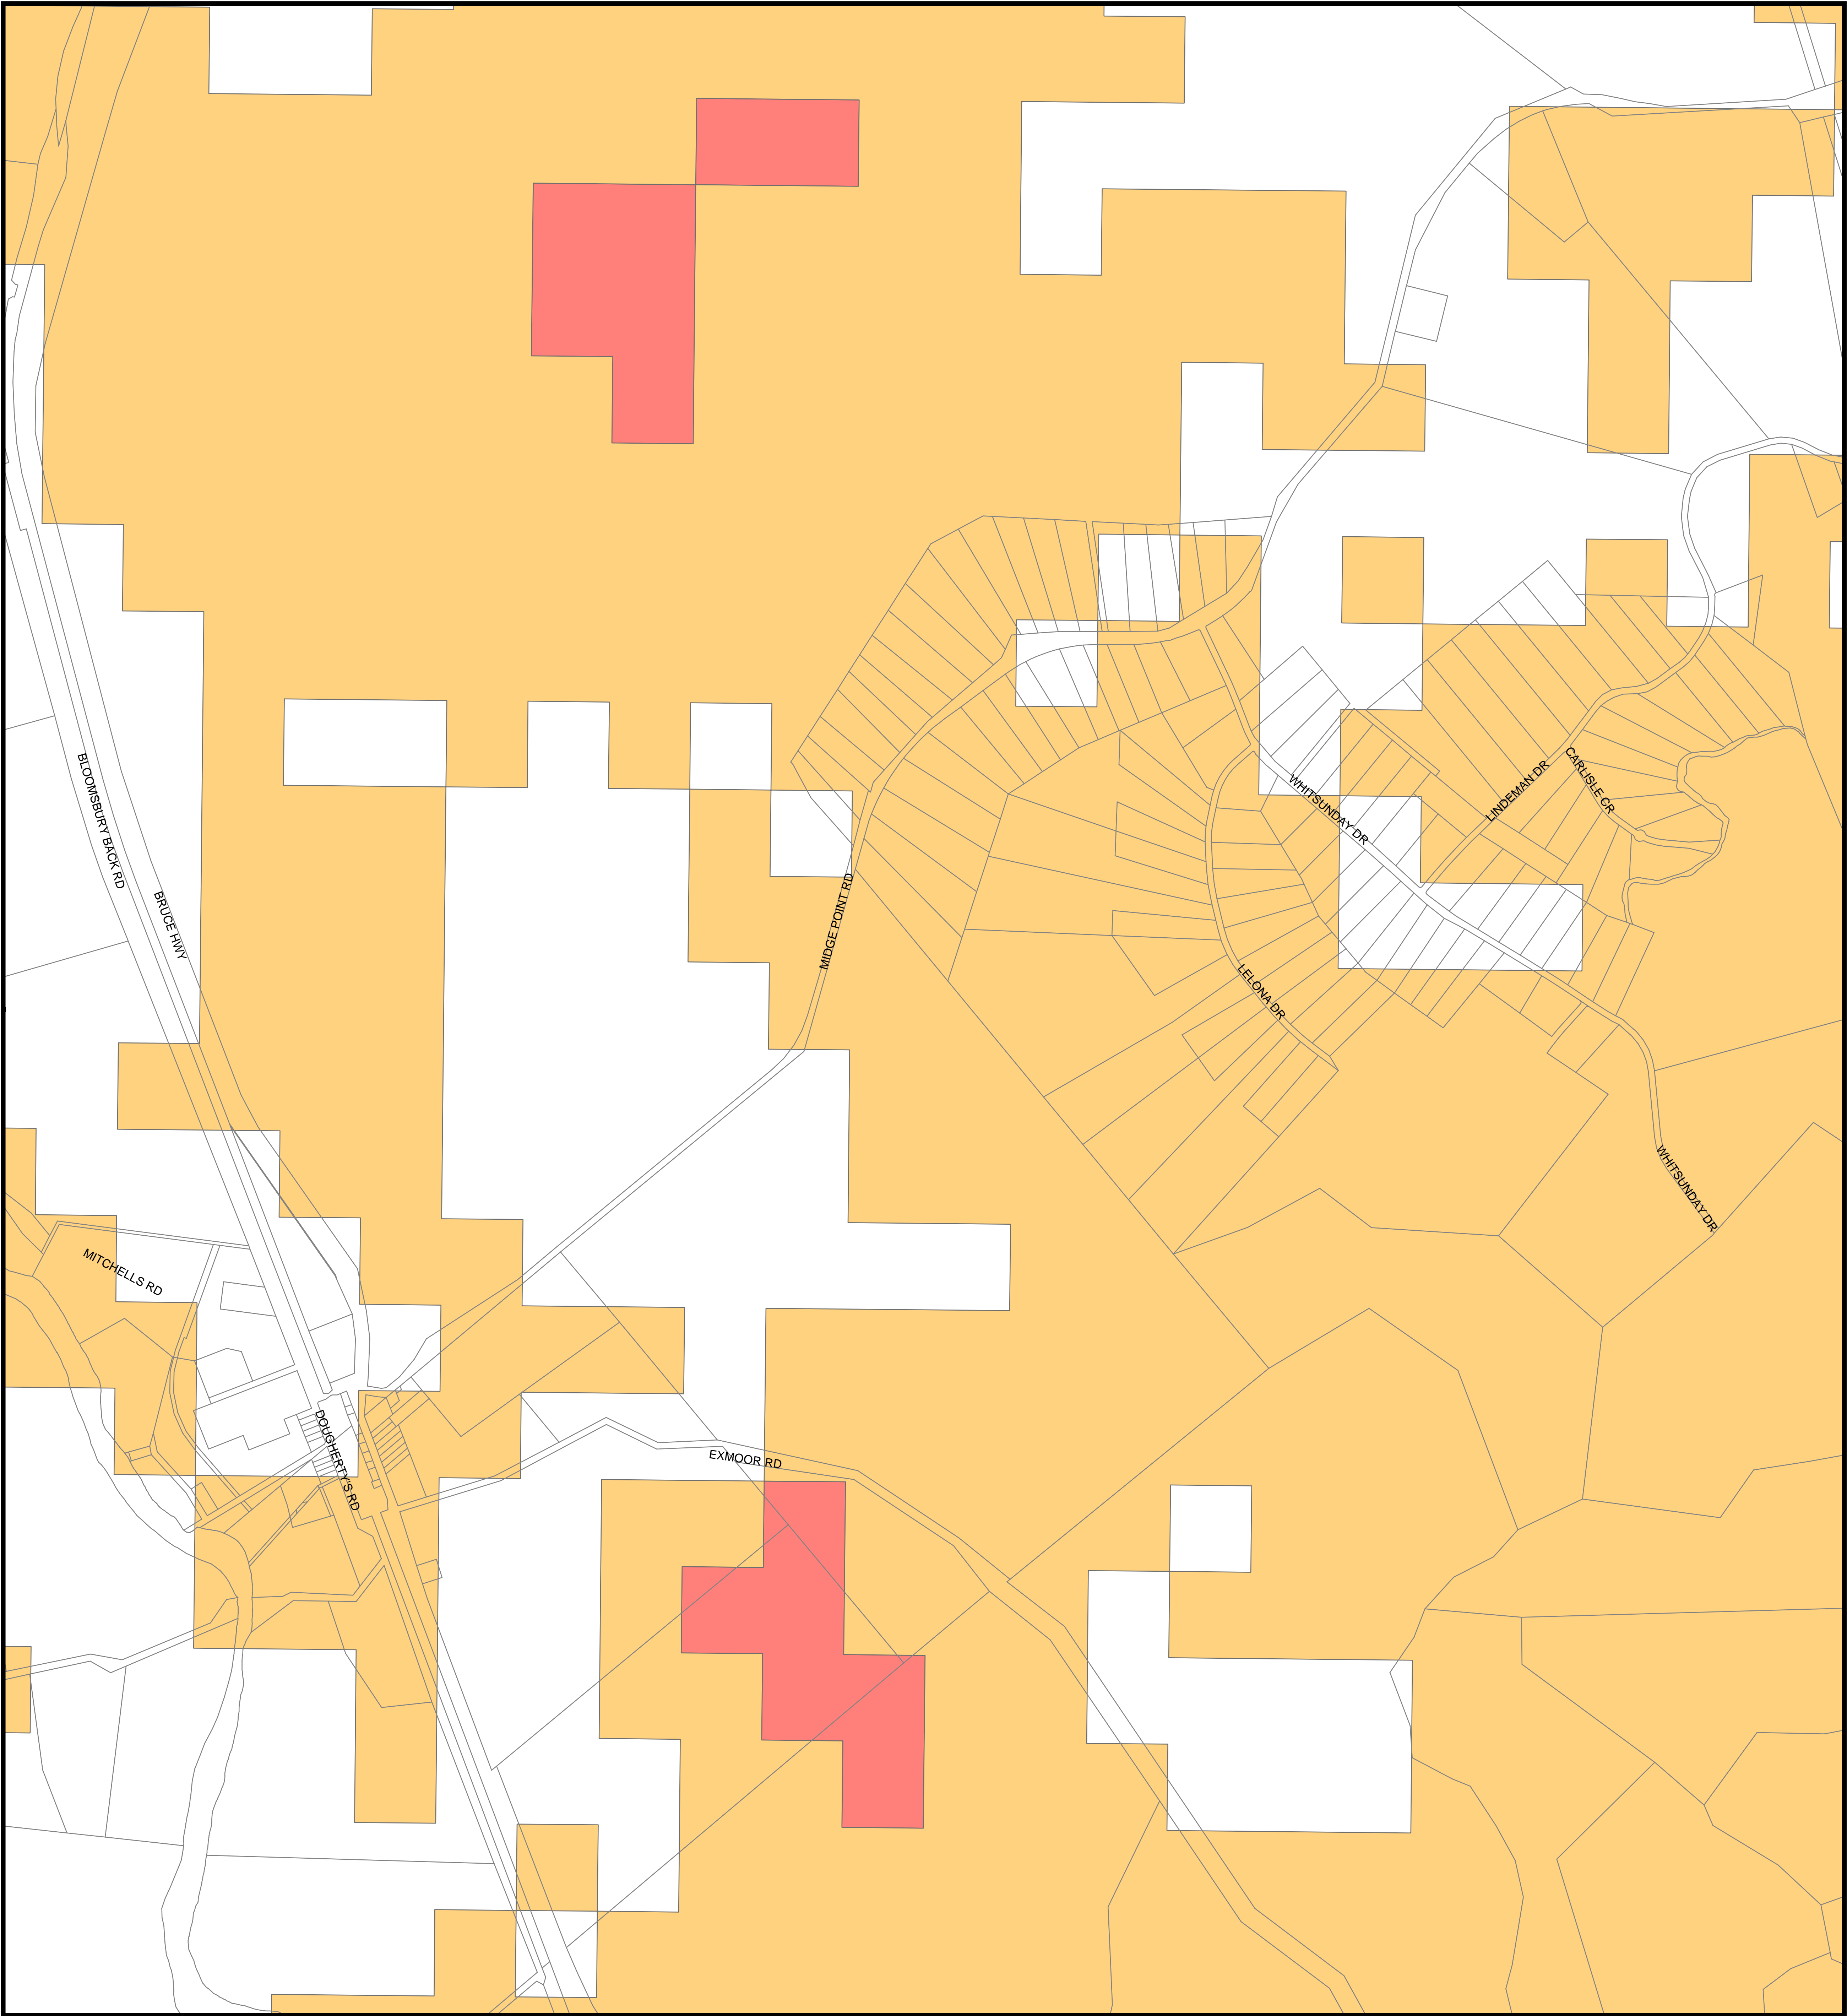 BLOOMSBURY BACK RD
BRUCE HWY
MIDGE POINT RD
WHITSUNDAY DR
LINDEMAN DR
CARLISLE CR
LELONA DR
WHITSUNDAY DR
MITCHELLS RD
DOUGHERTY'S RD
EXMOOR RD